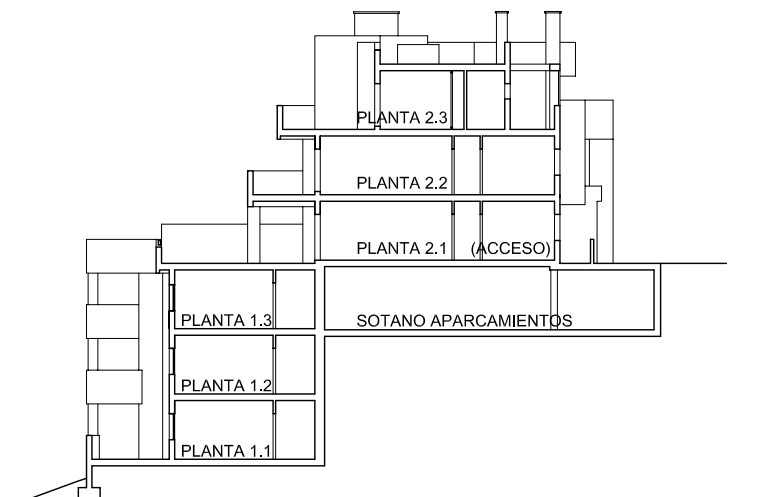 PLANTA 2.3
PLANTA 2.2
PLANTA 2.1 (ACCESO)
PLANTA 1.3 SOTANO APARCAMIENTOS
PLANTA 1.2
PLANTA 1.1